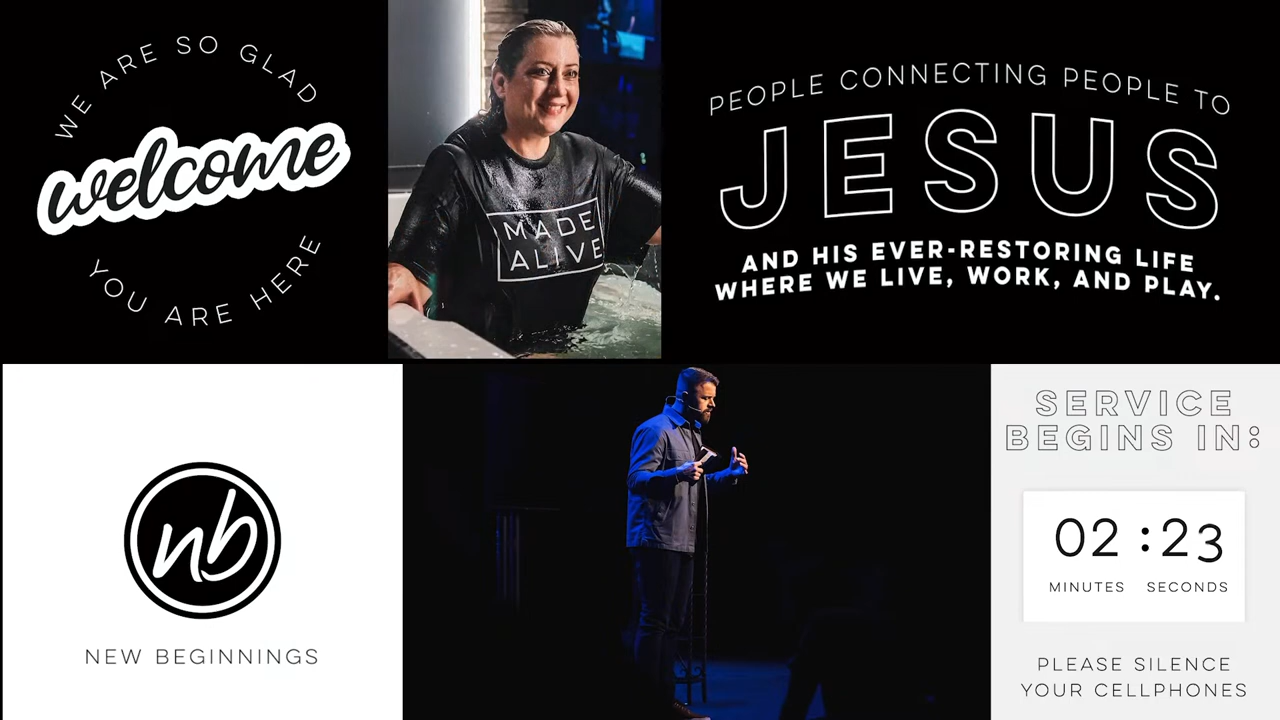 WE ARE SO GLAD
welcome
YOU ARE HERE
MADE
ALIVE
PEOPLE CONNECTING PEOPLE TO
JESUS
AND HIS EVER-RESTORING LIFE
WHERE WE LIVE, WORK, AND PLAY.
nb
NEW BEGINNINGS
SERVICE
BEGINS IN:
02:23
MINUTES SECONDS
PLEASE SILENCE
YOUR CELLPHONES